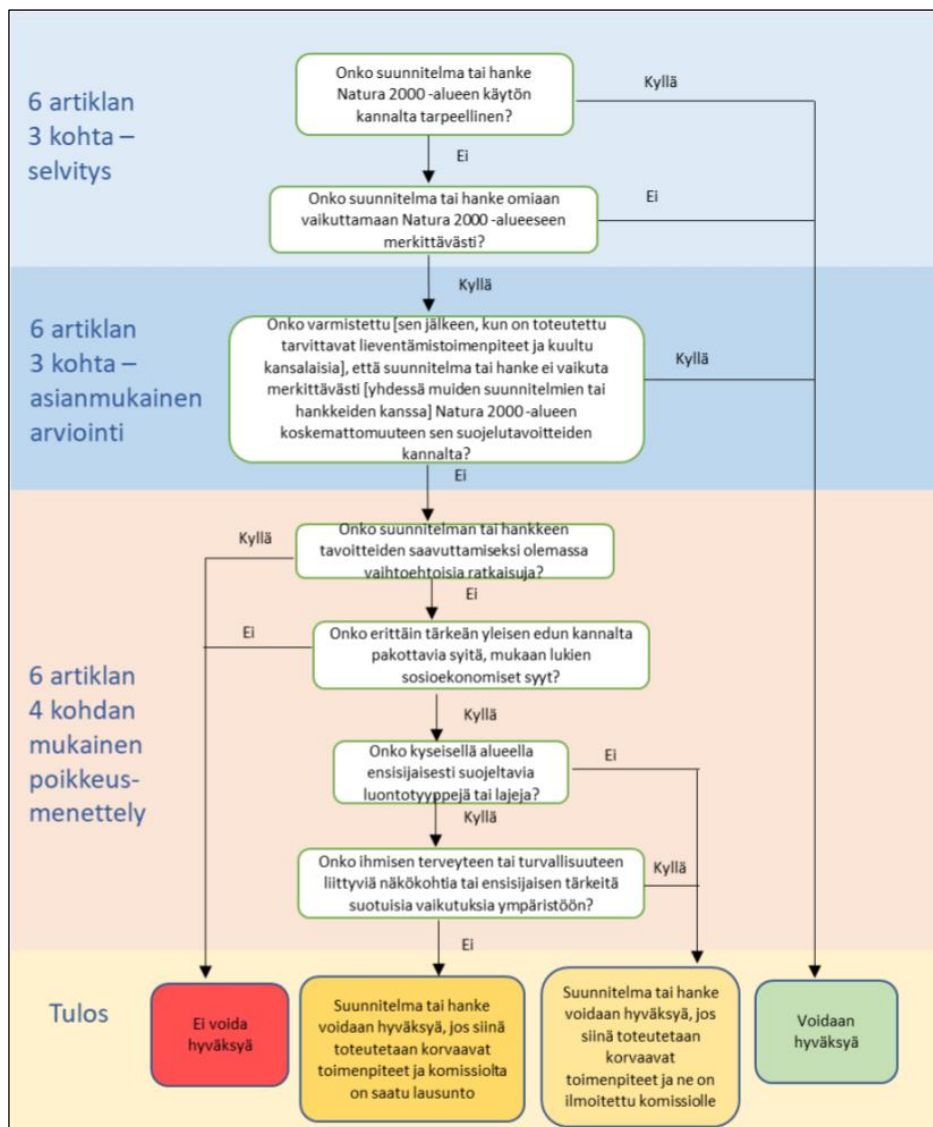 6 artiklan
3 kohta –
selvitys
Onko suunnitelma tai hanke
Natura 2000 -alueen käytön
kannalta tarpeellinen?
Kyllä
Ei
Onko suunnitelma tai hanke omiaan
vaikuttamaan Natura 2000 -alueeseen
merkittävästi?
Ei
Kyllä
6 artiklan
3 kohta –
asianmukainen
arviointi
Onko varmistettu [sen jälkeen, kun on toteutettu
tarvittavat lieventämistoimenpiteet ja kuultu
kansalaisia], että suunnitelma tai hanke ei vaikuta
merkittävästi [yhdessä muiden suunnitelmien tai
hankkeiden kanssa] Natura 2000 -alueen
koskemattomuuteen sen suojelutavoitteiden
kannalta?
Kyllä
Ei
6 artiklan
4 kohdan
mukainen
poikkeus-
menettely
Onko suunnitelman tai hankkeen
tavoitteiden saavuttamiseksi olemassa
vaihtoehtoisia ratkaisuja?
Kyllä
Ei
Onko erittäin tärkeän yleisen edun kannalta
pakottavia syitä, mukaan lukien
sosioekonomiset syyt?
Ei
Kyllä
Onko kyseisellä alueella
ensisijaisesti suojeltavia
luontotyyppejä tai lajeja?
Ei
Kyllä
Onko ihmisen terveyteen tai turvallisuuteen
liittyviä näkökohtia tai ensisijaisen tärkeitä
suotuisia vaikutuksia ympäristöön?
Kyllä
Ei
Tulos
Ei voida
hyväksyä
Suunnitelma tai hanke
voidaan hyväksyä, jos siinä
toteutetaan korvaavat
toimenpiteet ja komissiolta
on saatu lausunto
Suunnitelma tai hanke
voidaan hyväksyä, jos
siinä toteutetaan
korvaavat
toimenpiteet ja ne on
ilmoitettu komissiolle
Voidaan
hyväksyä